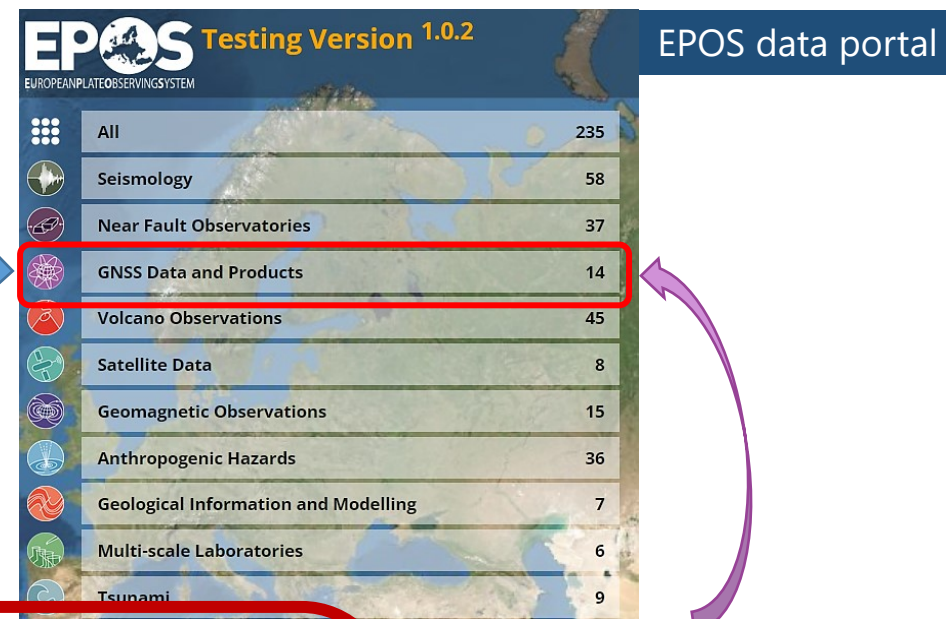 EPOS Testing Version 1.0.2
EPOS data portal
EUROPEANPLATEOBSERVINGSYSTEM
All 235
Seismology 58
Near Fault Observatories 37
GNSS Data and Products 14
Volcano Observations 45
Satellite Data 8
Geomagnetic Observations 15
Anthropogenic Hazards 36
Geological Information and Modelling 7
Multi-scale Laboratories 6
Tsunami 9